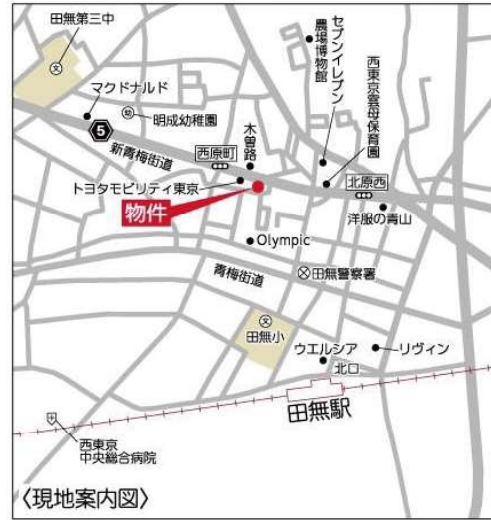 田無第三中
文
マクドナルド
幼
明成幼稚園
5
新青梅街道
西原町
木曽路
セブンイレブン
農場博物館
西東京雲母保育園
北原西
トヨタモビリティ東京
物件
洋服の青山
Olympic
青梅街道
田無警察署
文
田無小
ウエルシア
リヴィン
北口
田無駅
西東京
中央総合病院
〈現地案内図〉